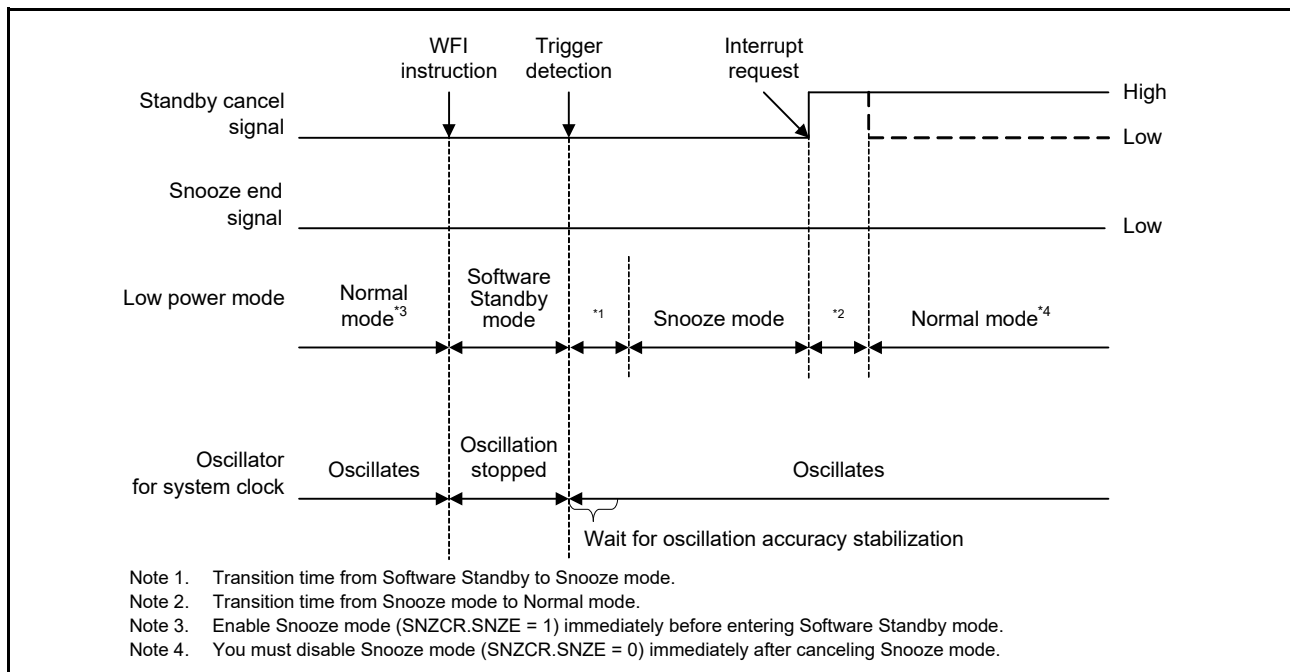 WFI
instruction
Trigger
detection
Interrupt
request
Standby cancel
signal
High
Low
Snooze end
signal
Low
Low power mode
Normal
mode*3
Software
Standby
mode
*1
Snooze mode
*2
Normal mode*4
Oscillator
for system clock
Oscillates
Oscillation
stopped
Oscillates
Wait for oscillation accuracy stabilization
Note 1. Transition time from Software Standby to Snooze mode.
Note 2. Transition time from Snooze mode to Normal mode.
Note 3. Enable Snooze mode (SNZCR.SNZE = 1) immediately before entering Software Standby mode.
Note 4. You must disable Snooze mode (SNZCR.SNZE = 0) immediately after canceling Snooze mode.